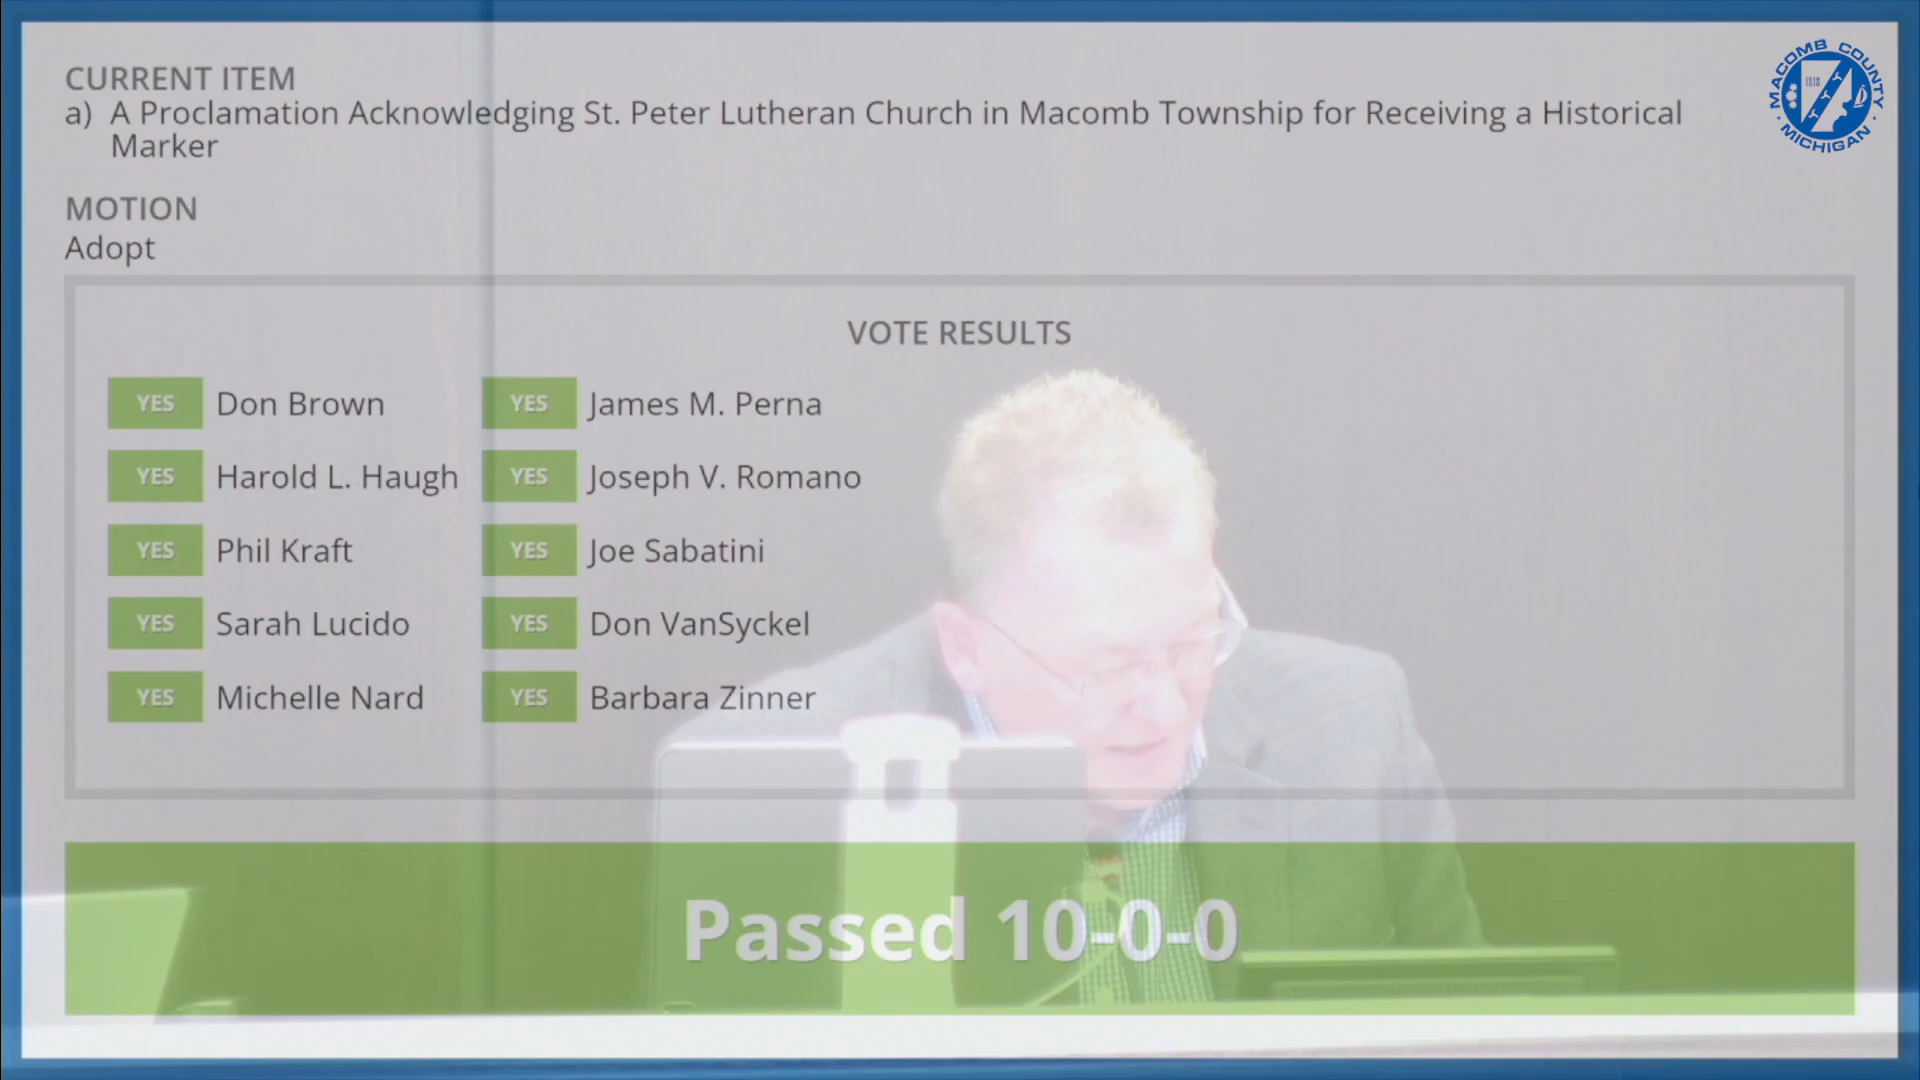 CURRENT ITEM
a) A Proclamation Acknowledging St. Peter Lutheran Church in Macomb Township for Receiving a Historical
Marker
MACOMB COUNTY
1818
· MICHIGAN ·
MOTION
Adopt
VOTE RESULTS
YES Don Brown YES James M. Perna
YES Harold L. Haugh YES Joseph V. Romano
YES Phil Kraft YES Joe Sabatini
YES Sarah Lucido YES Don VanSyckel
YES Michelle Nard YES Barbara Zinner
Passed 10-0-0